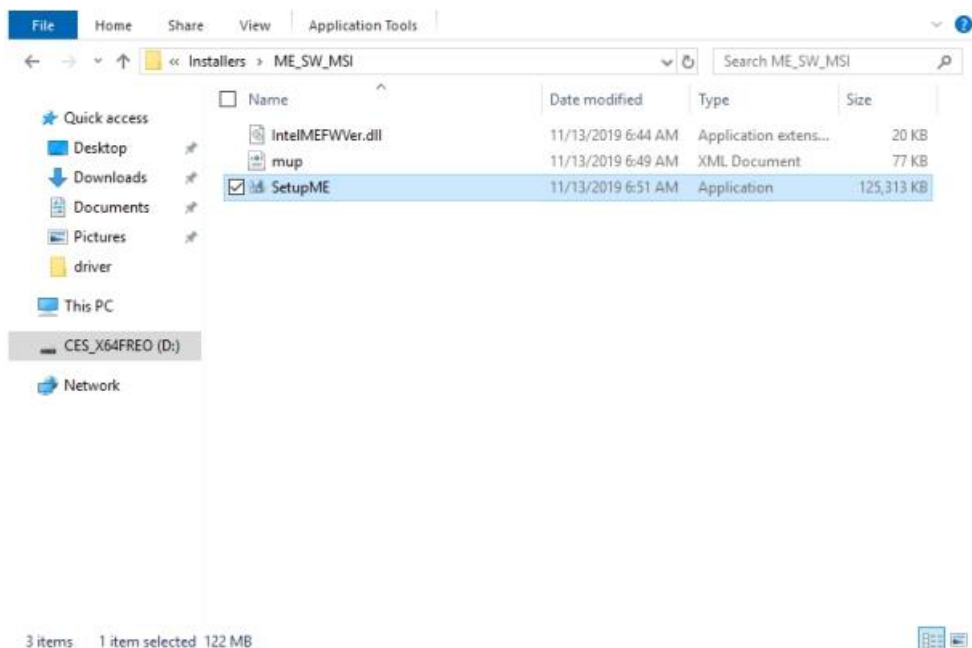 File Home Share View Application Tools
« Installers › ME_SW_MSI Search ME_SW_MSI
Name Date modified Type Size
Quick access
IntelMEFWVer.dll 11/13/2019 6:44 AM Application extens... 20 KB
Desktop
mup 11/13/2019 6:49 AM XML Document 77 KB
Downloads
SetupME 11/13/2019 6:51 AM Application 125,313 KB
Documents
Pictures
driver
This PC
CES_X64FREO (D:)
Network
3 items 1 item selected 122 MB